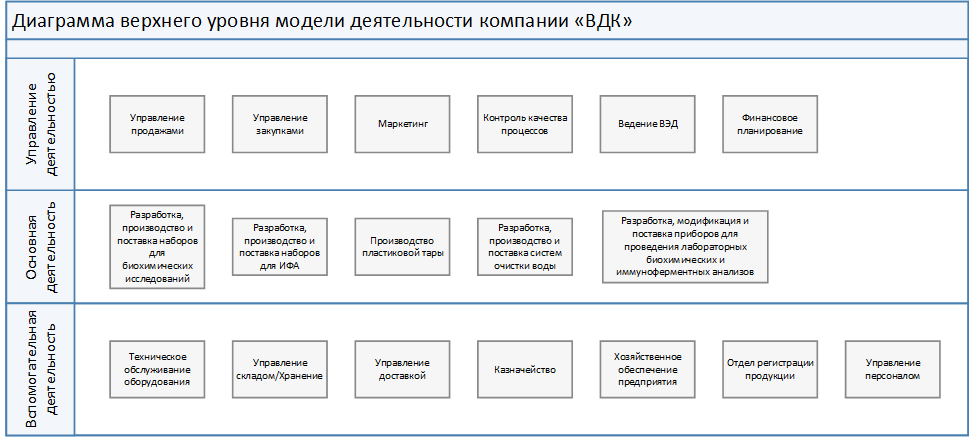 Диаграмма верхнего уровня модели деятельности компании «ВДК»
Управление
деятельностью
Управление
продажами
Управление
закупками
Маркетинг
Контроль качества
процессов
Ведение ВЭД
Финансовое
планирование
Основная
деятельность
Разработка,
производство и
поставка наборов
для
биохимических
исследований
Разработка,
производство и
поставка наборов
для ИФА
Производство
пластиковой тары
Разработка,
производство и
поставка систем
очистки воды
Разработка, модификация и
поставка приборов для
проведения лабораторных
биохимических и
иммуноферментных анализов
Вспомогательная
деятельность
Техническое
обслуживание
оборудования
Управление
складом/Хранение
Управление
доставкой
Казначейство
Хозяйственное
обеспечение
предприятия
Отдел регистрации
продукции
Управление
персоналом